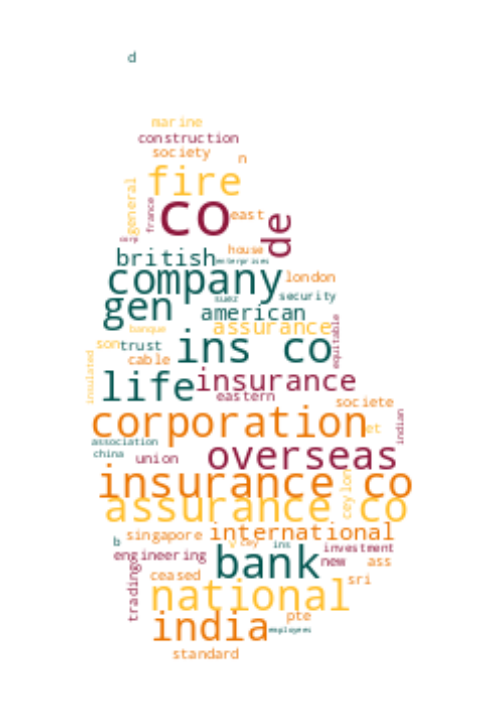 d
marine
construction
society
n
fire
general
france
co
east
de
corp
house
british
enterprises
company
london
gen
suez
security
american
banque
assurance
equitable
son
trust
ins co
cable
insulated
life
insurance
eastern
societe
corporation
et
indian
association
china
union
overseas
insurance co
assurance co
ceylon
singapore
international
b
cey
ins
investment
engineering
bank
new
ass
ceased
sri
trading
national
pte
india
employees
standard